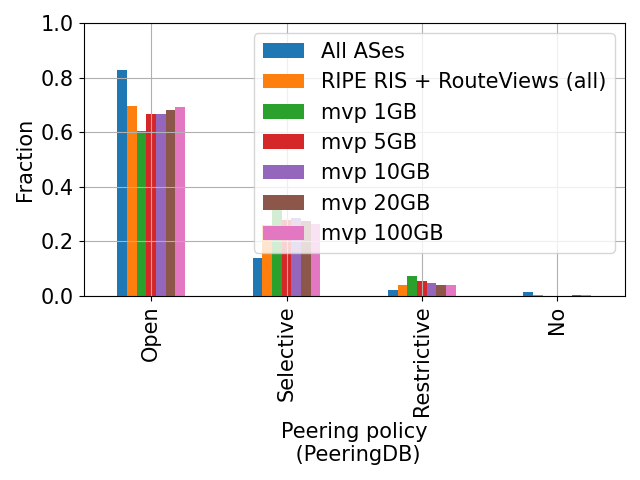 1.0
0.8
0.6
0.4
0.2
0.0
Fraction
All ASes
RIPE RIS + RouteViews (all)
mvp 1GB
mvp 5GB
mvp 10GB
mvp 20GB
mvp 100GB
Open
Selective
Restrictive
No
Peering policy
(PeeringDB)